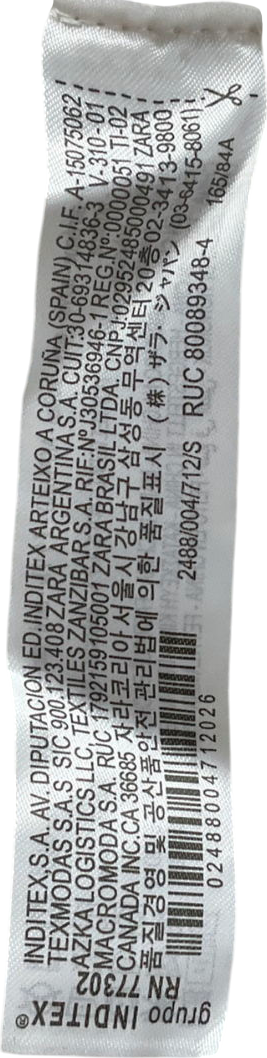 INDITEX,S.A. AV. DIPUTACION ED. INDITEX ARTEIXO A CORUÑA (SPAIN) C.I.F. A-15075062
TEXMODAS S.A.S SIC 900.123.408 ZARA ARGENTINA S.A. CUIT:30-69314836-3 V-310-01
AZKA LOGISTICS LLC, TEXTILES ZANZIBAR S.A. RIF:NºJ30536946-1 REG.Nº:0000051 TI-02
MACROMODA S.A. RUC 1792159105001 ZARA BRASIL LTDA. CNPJ:02952485000491 ZARA
CANADA INC.CA 36685 자라코리아 서울시 강남구 삼성동 무역센터 20층 02-3413-9800
품질경영 및 공산품안전 관리법에 의한 품질표시 (株) ザラ・ジャパン (03-6415-8061)
2488/004/712/S RUC 80089348-4 165/84A
02488004712026
RN 77302
grupo INDITEX®